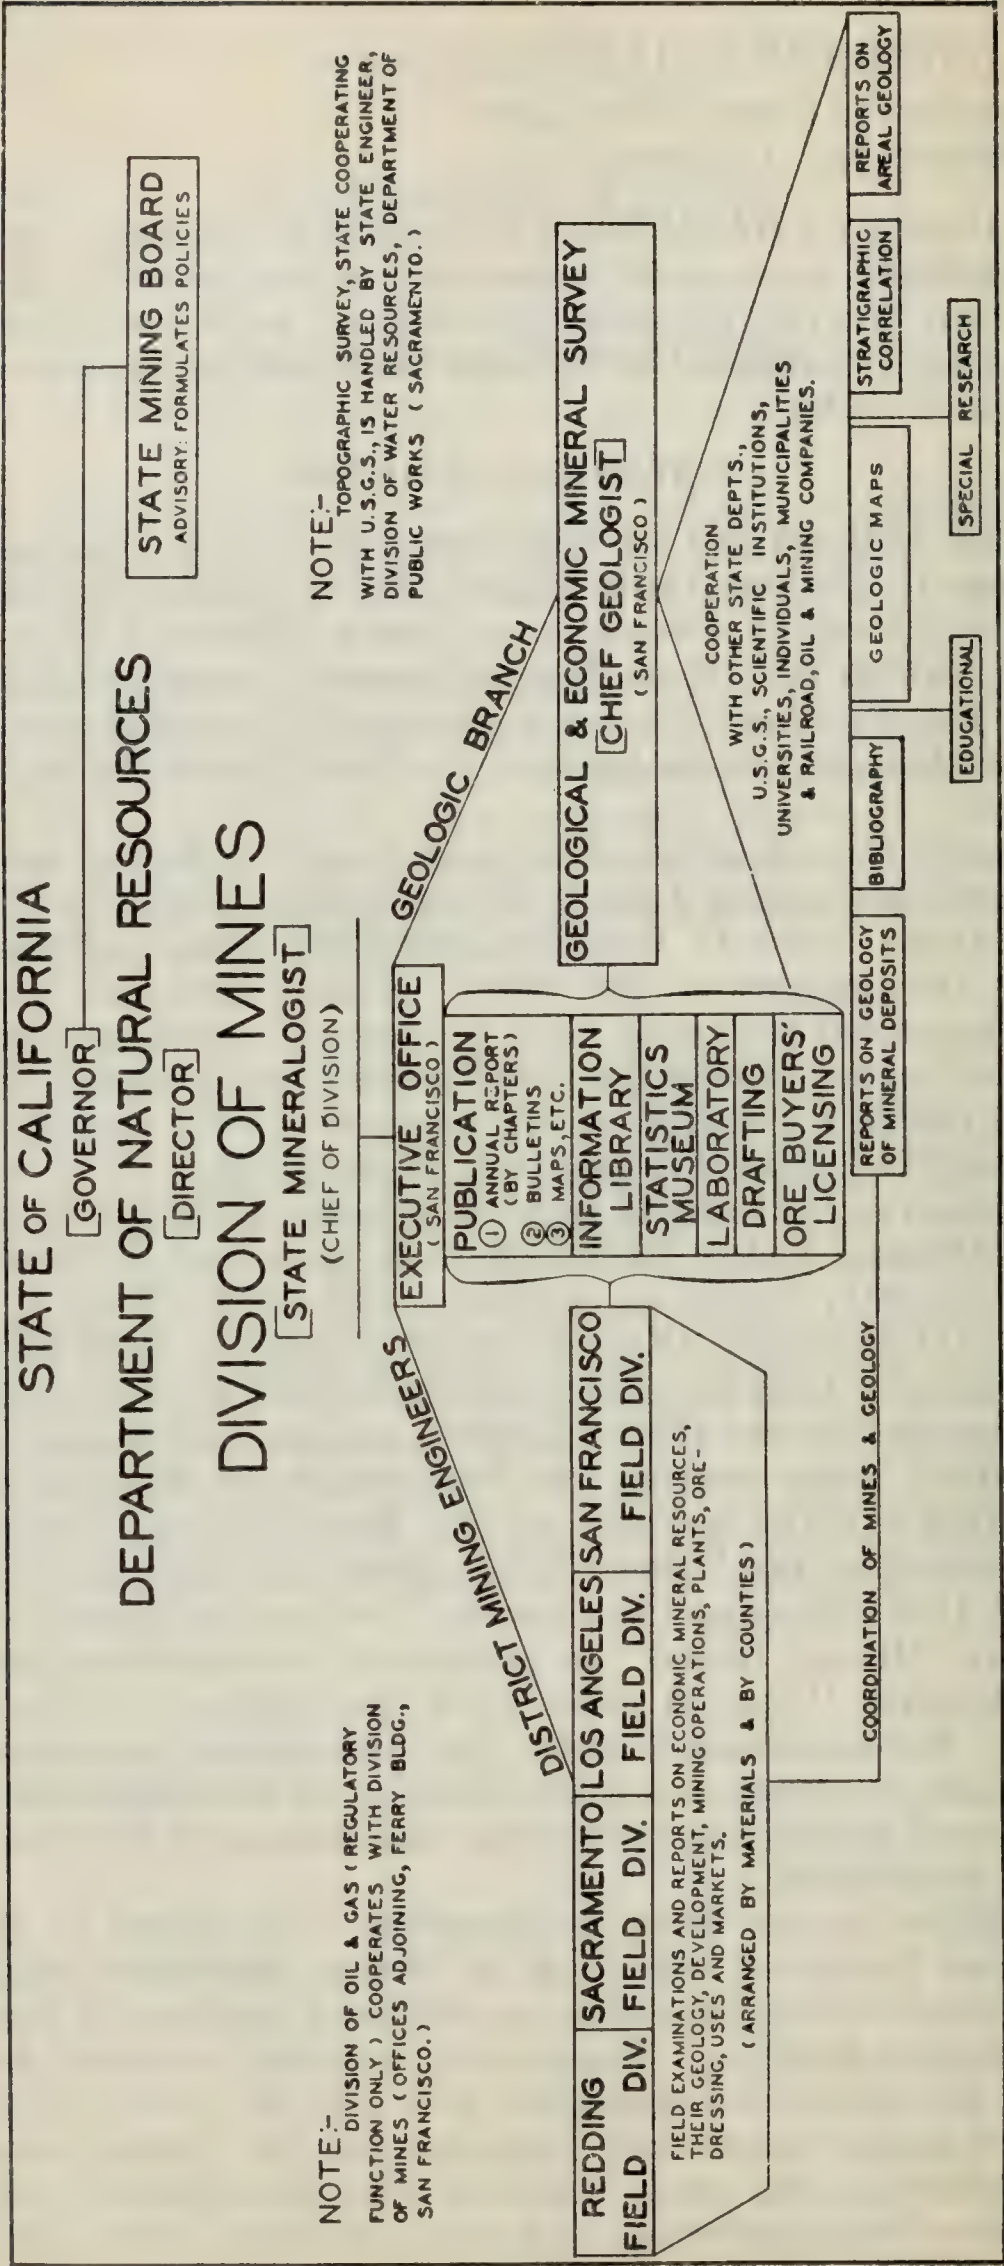 STATE OF CALIFORNIA
GOVERNOR
DEPARTMENT OF NATURAL RESOURCES
DIRECTOR
STATE MINING BOARD
ADVISORY: FORMULATES POLICIES
DIVISION OF MINES
STATE MINERALOGIST
(CHIEF OF DIVISION)
NOTE:-
DIVISION OF OIL & GAS (REGULATORY
FUNCTION ONLY) COOPERATES WITH DIVISION
OF MINES (OFFICES ADJOINING, FERRY BLDG.,
SAN FRANCISCO.)
NOTE:-
TOPOGRAPHIC SURVEY, STATE COOPERATING
WITH U.S.G.S., IS HANDLED BY STATE ENGINEER,
DIVISION OF WATER RESOURCES, DEPARTMENT OF
PUBLIC WORKS (SACRAMENTO.)
DISTRICT MINING ENGINEERS
EXECUTIVE OFFICE
(SAN FRANCISCO)
GEOLOGIC BRANCH
PUBLICATION
① ANNUAL REPORT
(BY CHAPTERS)
② BULLETINS
③ MAPS, ETC.
INFORMATION
LIBRARY
STATISTICS
MUSEUM
LABORATORY
DRAFTING
ORE BUYERS'
LICENSING
REDDING
FIELD DIV.
SACRAMENTO
FIELD DIV.
LOS ANGELES
FIELD DIV.
SAN FRANCISCO
FIELD DIV.
FIELD EXAMINATIONS AND REPORTS ON ECONOMIC MINERAL RESOURCES,
THEIR GEOLOGY, DEVELOPMENT, MINING OPERATIONS, PLANTS, ORE-
DRESSING, USES AND MARKETS.
(ARRANGED BY MATERIALS & BY COUNTIES)
GEOLOGICAL & ECONOMIC MINERAL SURVEY
CHIEF GEOLOGIST
(SAN FRANCISCO)
COOPERATION
WITH OTHER STATE DEPTS.,
U.S.G.S., SCIENTIFIC INSTITUTIONS,
UNIVERSITIES, INDIVIDUALS, MUNICIPALITIES
& RAILROAD, OIL & MINING COMPANIES.
COORDINATION OF MINES & GEOLOGY
REPORTS ON GEOLOGY
OF MINERAL DEPOSITS
BIBLIOGRAPHY
GEOLOGIC MAPS
STRATIGRAPHIC
CORRELATION
REPORTS ON
AREAL GEOLOGY
EDUCATIONAL
SPECIAL RESEARCH